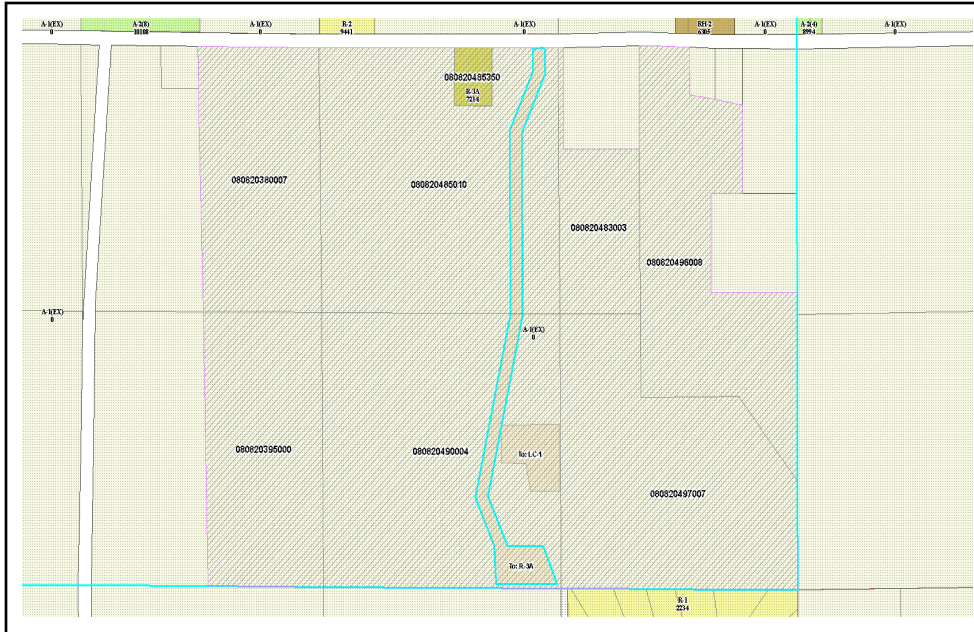 A-1(EX)
0
A-2(8)
10108
A-1(EX)
0
R-2
9441
A-1(EX)
0
RH-2
6305
A-1(EX)
0
A-2(4)
8994
A-1(EX)
0
080820485350
R-3A
7234
080820380007
080820485010
080820483003
080820496008
A-1(EX)
0
A-1(EX)
0
080820395000
080820490004
To: LC-1
080820497007
To: R-3A
R-1
2234